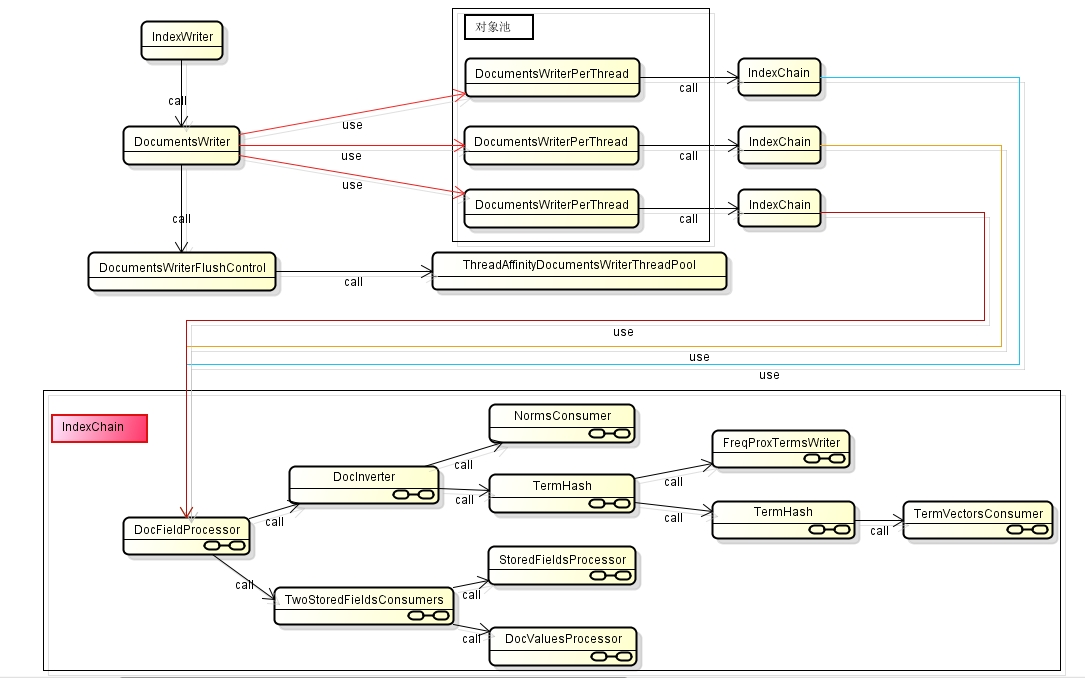 对象池
IndexWriter
DocumentsWriterPerThread
call
IndexChain
call
use
DocumentsWriter
use
DocumentsWriterPerThread
call
IndexChain
use
DocumentsWriterPerThread
call
IndexChain
call
DocumentsWriterFlushControl
call
ThreadAffinityDocumentsWriterThreadPool
use
use
use
IndexChain
NormsConsumer
call
DocInverter
call
TermHash
call
FreqProxTermsWriter
call
TermHash
call
TermVectorsConsumer
DocFieldProcessor
call
call
TwoStoredFieldsConsumers
call
StoredFieldsProcessor
call
DocValuesProcessor